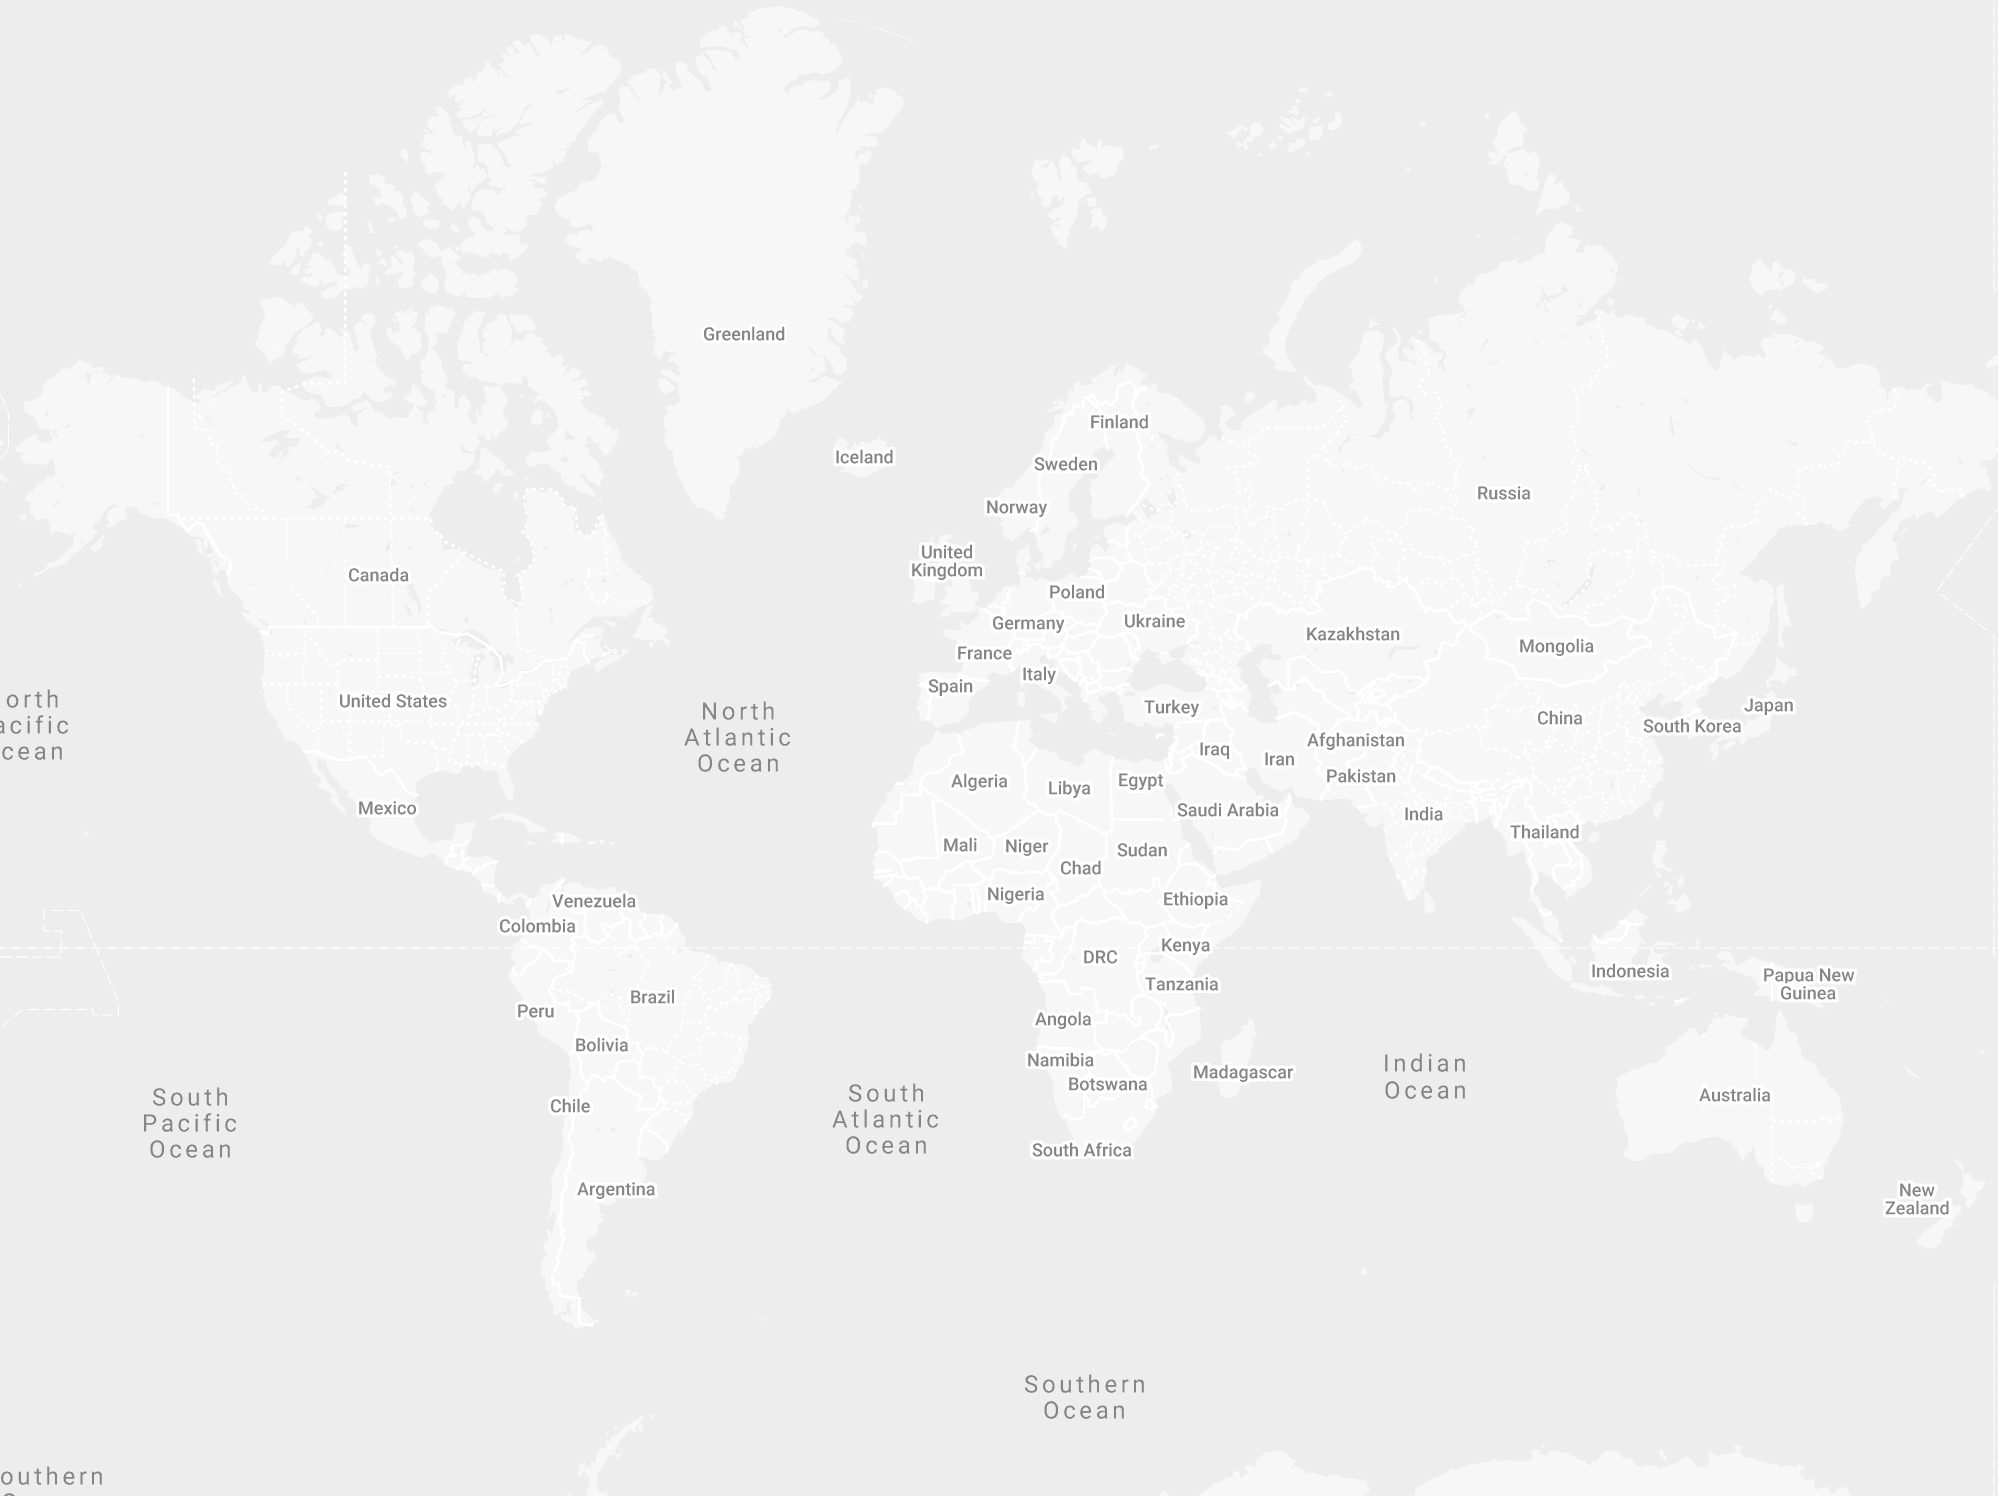 Greenland
Finland
Iceland
Sweden
Russia
Norway
United
Kingdom
Canada
Poland
Germany
Ukraine
Kazakhstan
Mongolia
France
Italy
Spain
United States
orth
acific
cean
North
Atlantic
Ocean
Turkey
China
Japan
South Korea
Iraq
Iran
Afghanistan
Pakistan
Algeria
Libya
Egypt
Saudi Arabia
India
Mexico
Thailand
Mali
Niger
Chad
Sudan
Nigeria
Ethiopia
Venezuela
Colombia
DRC
Kenya
Tanzania
Indonesia
Papua New
Guinea
Brazil
Peru
Angola
Bolivia
Namibia
Botswana
Madagascar
Indian
Ocean
Australia
South
Pacific
Ocean
Chile
South
Atlantic
Ocean
South Africa
Argentina
New
Zealand
Southern
Ocean
outhern